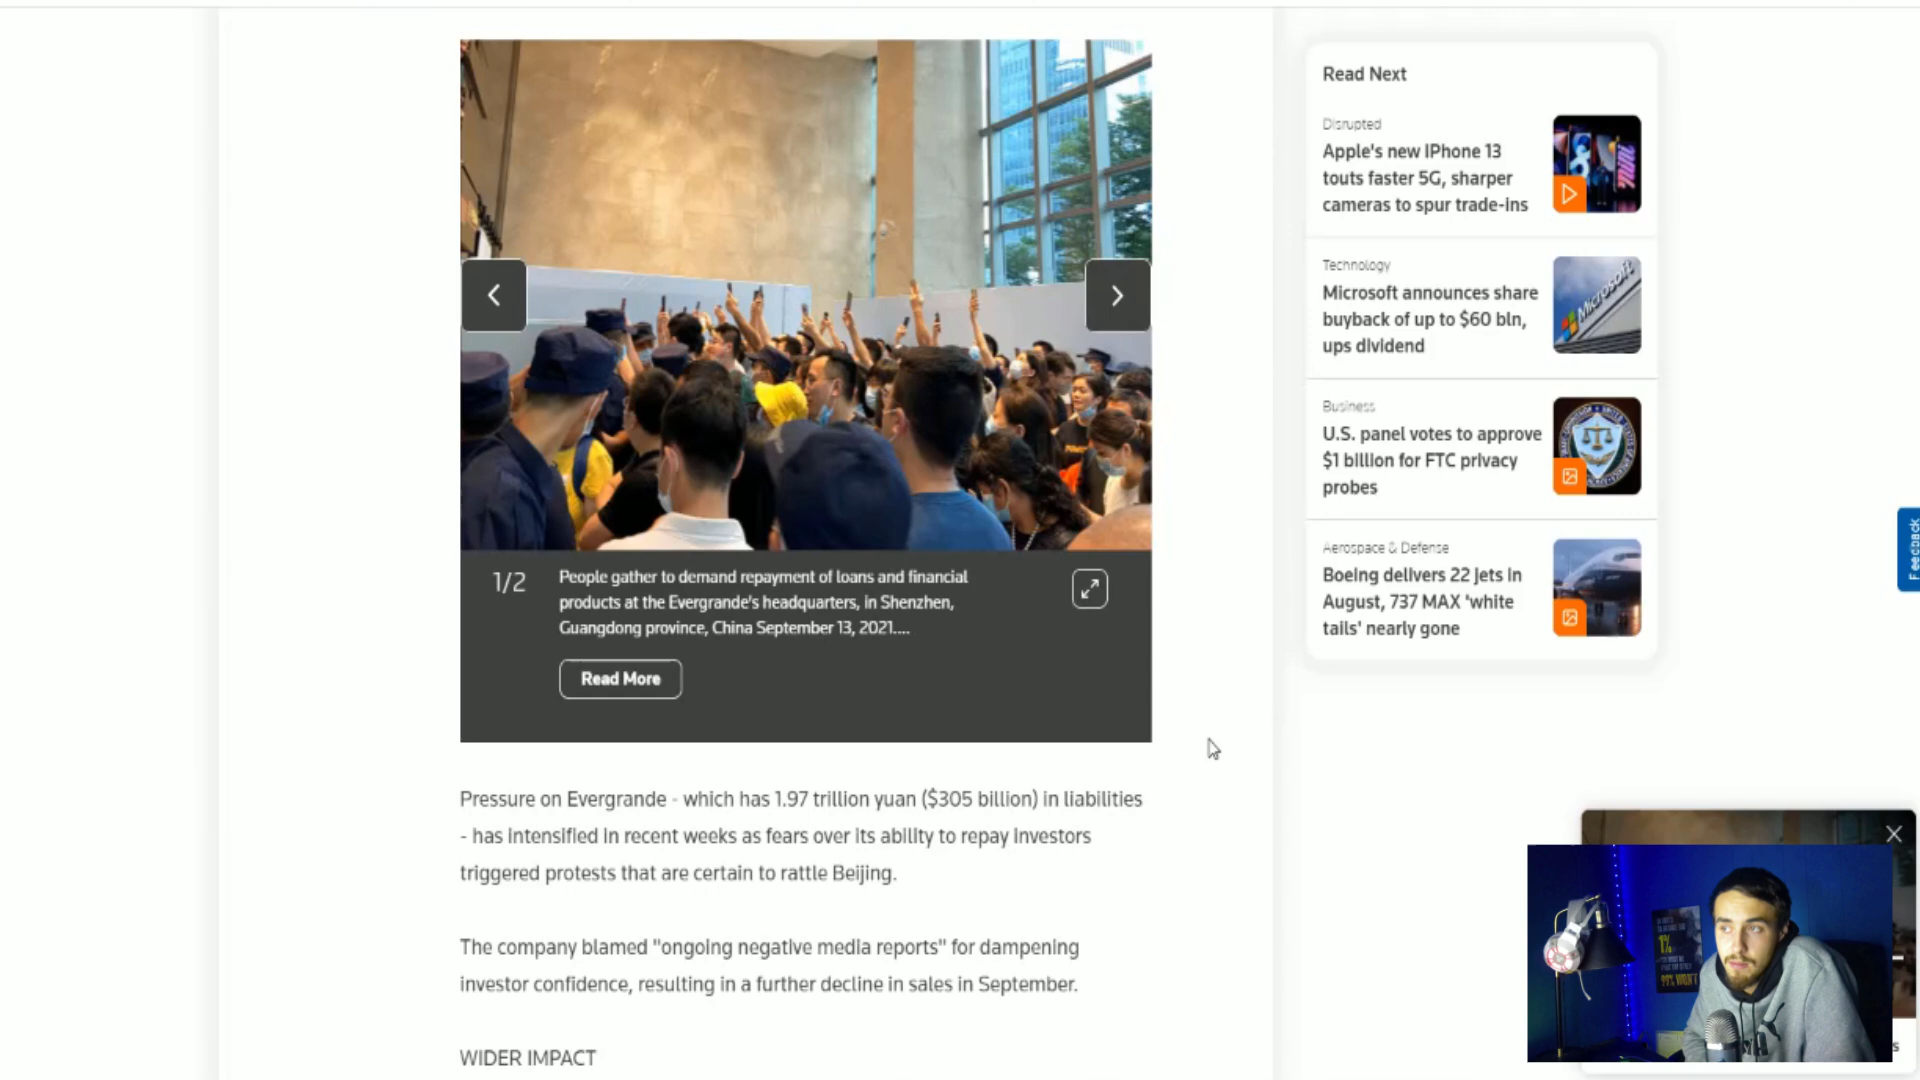 1/2
People gather to demand repayment of loans and financial
products at the Evergrande's headquarters, in Shenzhen,
Guangdong province, China September 13, 2021....
Read More
Pressure on Evergrande - which has 1.97 trillion yuan ($305 billion) in liabilities
- has intensified in recent weeks as fears over its ability to repay investors
triggered protests that are certain to rattle Beijing.
The company blamed "ongoing negative media reports" for dampening
investor confidence, resulting in a further decline in sales in September.
WIDER IMPACT
Read Next
Disrupted
Apple's new iPhone 13
touts faster 5G, sharper
cameras to spur trade-ins
mini
Technology
Microsoft announces share
buyback of up to $60 bln,
ups dividend
Microsoft
Business
U.S. panel votes to approve
$1 billion for FTC privacy
probes
Aerospace & Defense
Boeing delivers 22 jets in
August, 737 MAX 'white
tails' nearly gone
Feedback
1%
99% WON'T
s